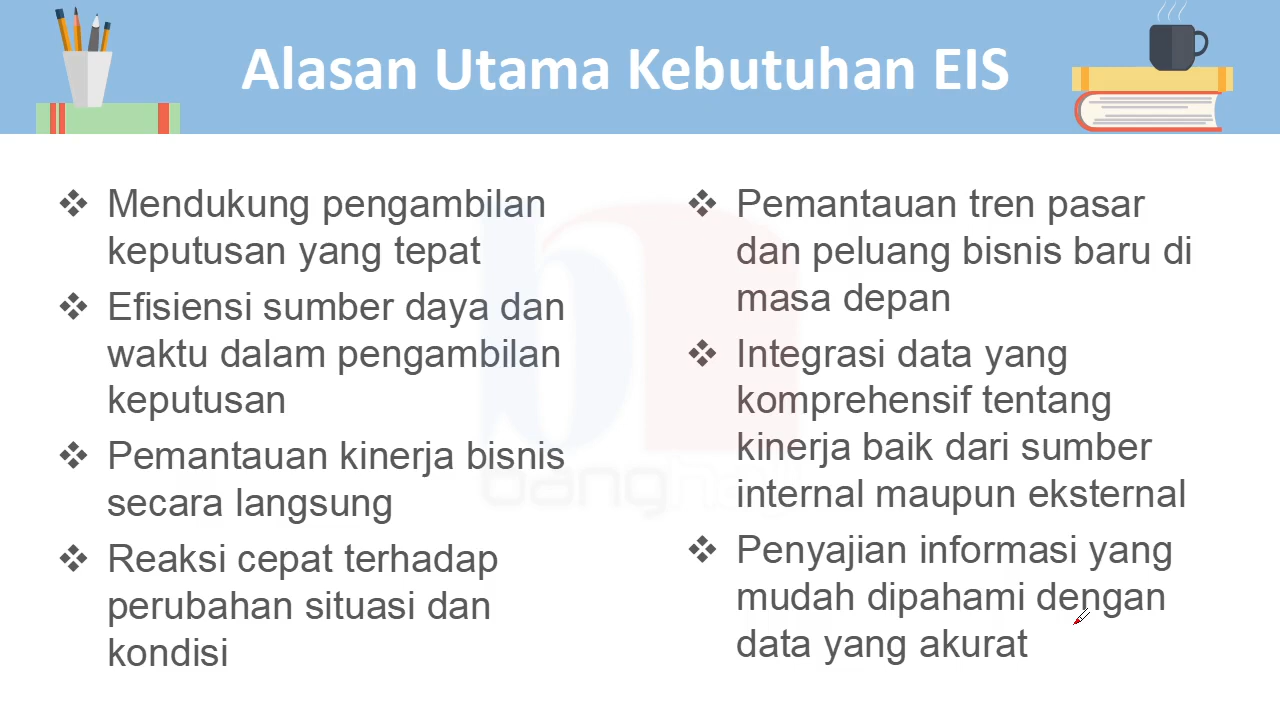 Alasan Utama Kebutuhan EIS
Mendukung pengambilan
keputusan yang tepat
Efisiensi sumber daya dan
waktu dalam pengambilan
keputusan
Pemantauan kinerja bisnis
secara langsung
Reaksi cepat terhadap
perubahan situasi dan
kondisi
Pemantauan tren pasar
dan peluang bisnis baru di
masa depan
Integrasi data yang
komprehensif tentang
kinerja baik dari sumber
internal maupun eksternal
Penyajian informasi yang
mudah dipahami dengan
data yang akurat